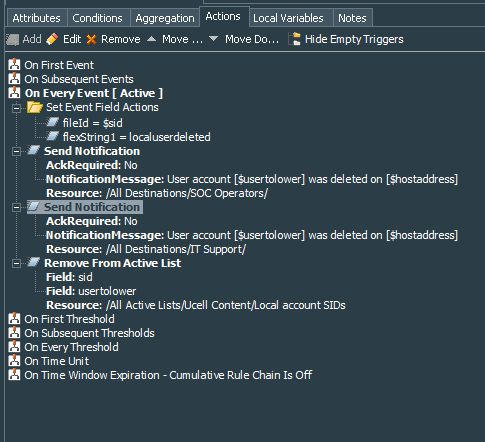 Attributes Conditions Aggregation Actions Local Variables Notes
Add Edit Remove Move ... Move Do... Hide Empty Triggers
On First Event
On Subsequent Events
On Every Event [ Active ]
Set Event Field Actions
fileId = $sid
flexString1 = localuserdeleted
Send Notification
AckRequired: No
NotificationMessage: User account [$usertolower] was deleted on [$hostaddress]
Resource: /All Destinations/SOC Operators/
Send Notification
AckRequired: No
NotificationMessage: User account [$usertolower] was deleted on [$hostaddress]
Resource: /All Destinations/IT Support/
Remove From Active List
Field: sid
Field: usertolower
Resource: /All Active Lists/Ucell Content/Local account SIDs
On First Threshold
On Subsequent Thresholds
On Every Threshold
On Time Unit
On Time Window Expiration - Cumulative Rule Chain Is Off